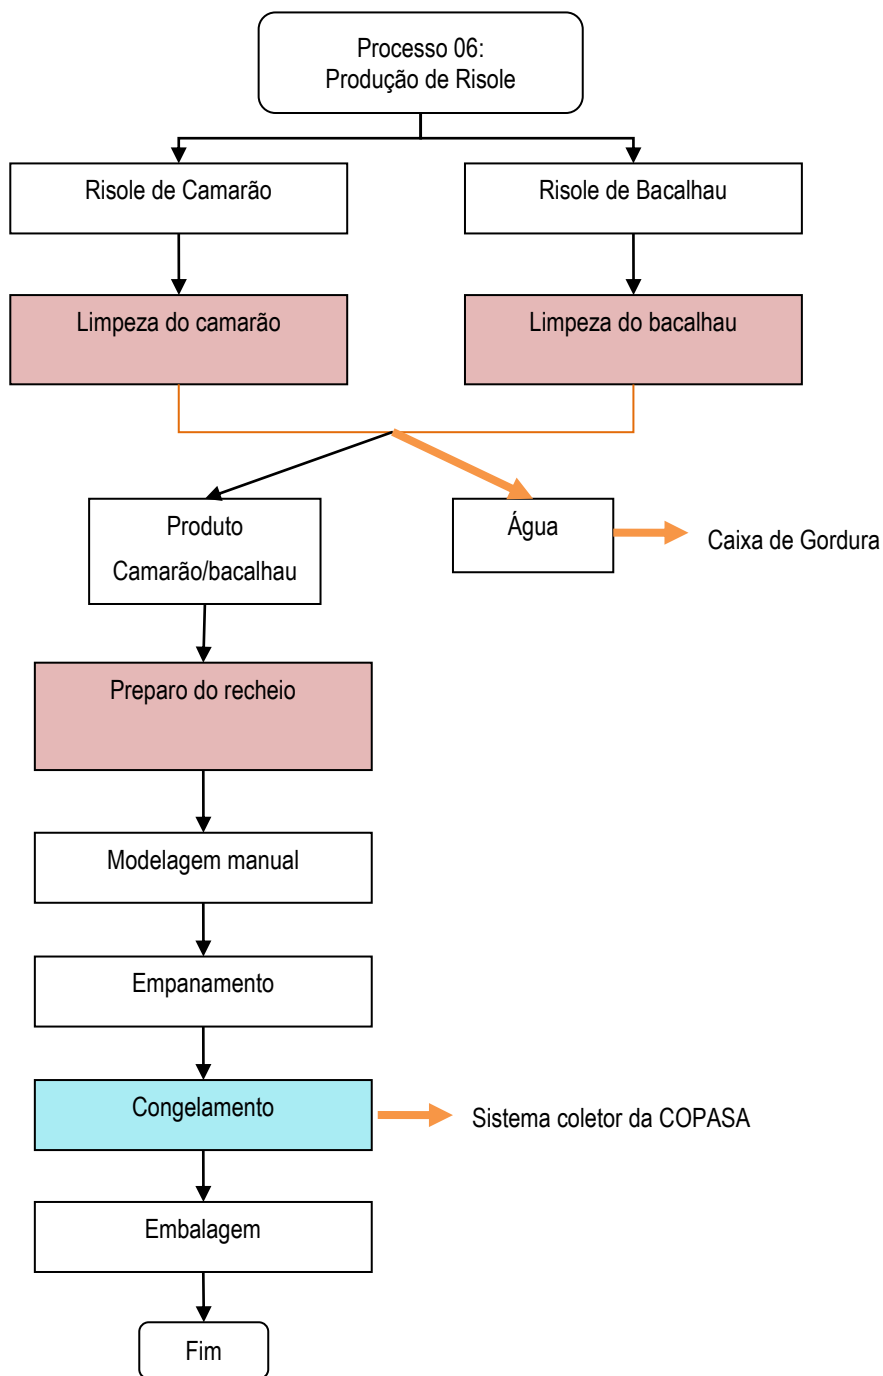 Processo 06:
Produção de Risole
Risole de Camarão
Risole de Bacalhau
Limpeza do camarão
Limpeza do bacalhau
Produto
Camarão/bacalhau
Água
Caixa de Gordura
Preparo do recheio
Modelagem manual
Empanamento
Congelamento
Sistema coletor da COPASA
Embalagem
Fim